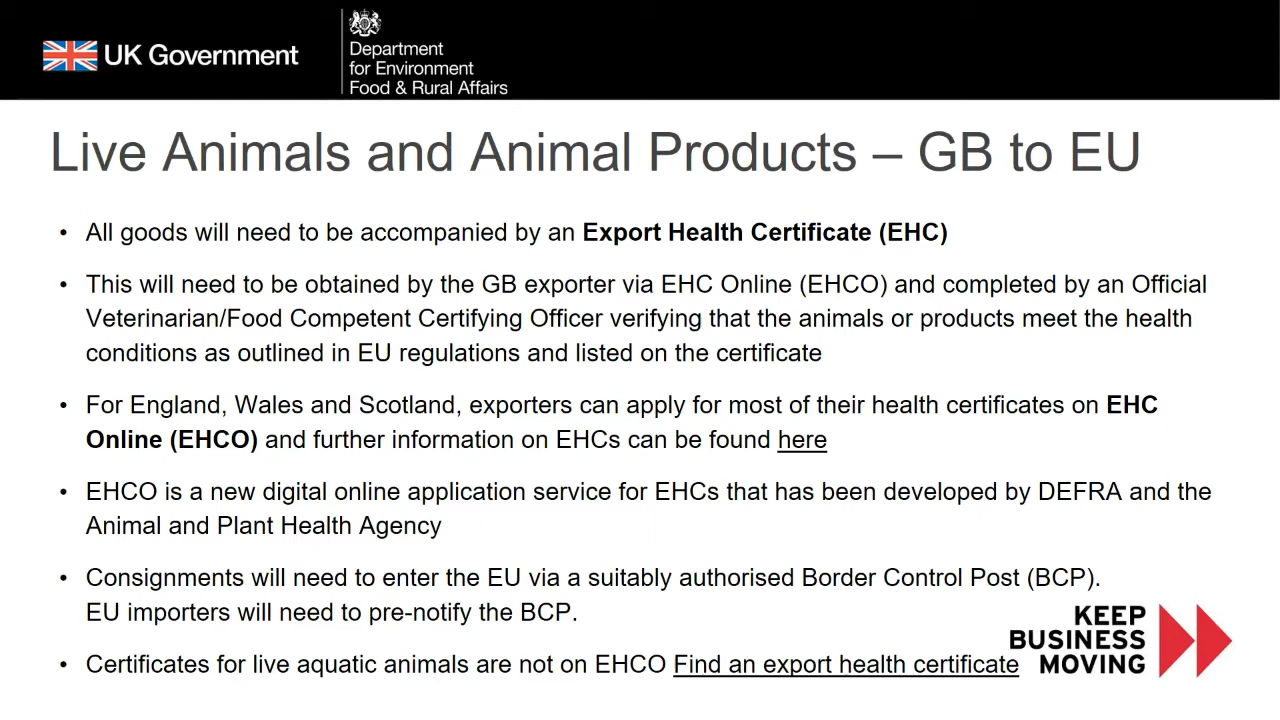 UK Government
Department
for Environment
Food & Rural Affairs
Live Animals and Animal Products – GB to EU
• All goods will need to be accompanied by an Export Health Certificate (EHC)
• This will need to be obtained by the GB exporter via EHC Online (EHCO) and completed by an Official
Veterinarian/Food Competent Certifying Officer verifying that the animals or products meet the health
conditions as outlined in EU regulations and listed on the certificate
• For England, Wales and Scotland, exporters can apply for most of their health certificates on EHC
Online (EHCO) and further information on EHCs can be found here
• EHCO is a new digital online application service for EHCs that has been developed by DEFRA and the
Animal and Plant Health Agency
• Consignments will need to enter the EU via a suitably authorised Border Control Post (BCP).
EU importers will need to pre-notify the BCP.
• Certificates for live aquatic animals are not on EHCO Find an export health certificate
KEEP
BUSINESS
MOVING